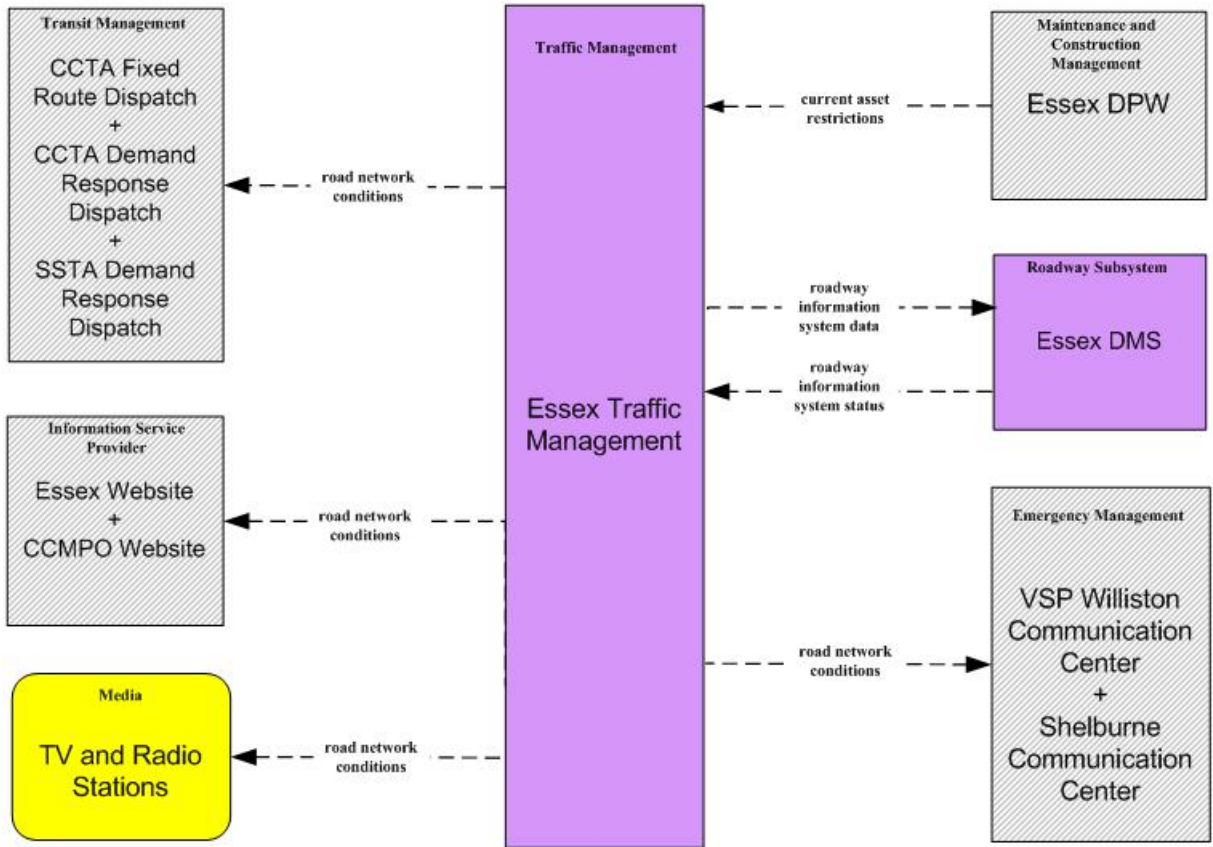 Transit Management
CCTA Fixed
Route Dispatch
+
CCTA Demand
Response
Dispatch
+
SSTA Demand
Response
Dispatch
road network
conditions
Information Service
Provider
Essex Website
+
CCMPO Website
road network
conditions
Media
TV and Radio
Stations
road network
conditions
Traffic Management
Essex Traffic
Management
Maintenance and
Construction
Management
Essex DPW
current asset
restrictions
Roadway Subsystem
Essex DMS
roadway
information
system data
roadway
information
system status
Emergency Management
VSP Williston
Communication
Center
+
Shelburne
Communication
Center
road network
conditions